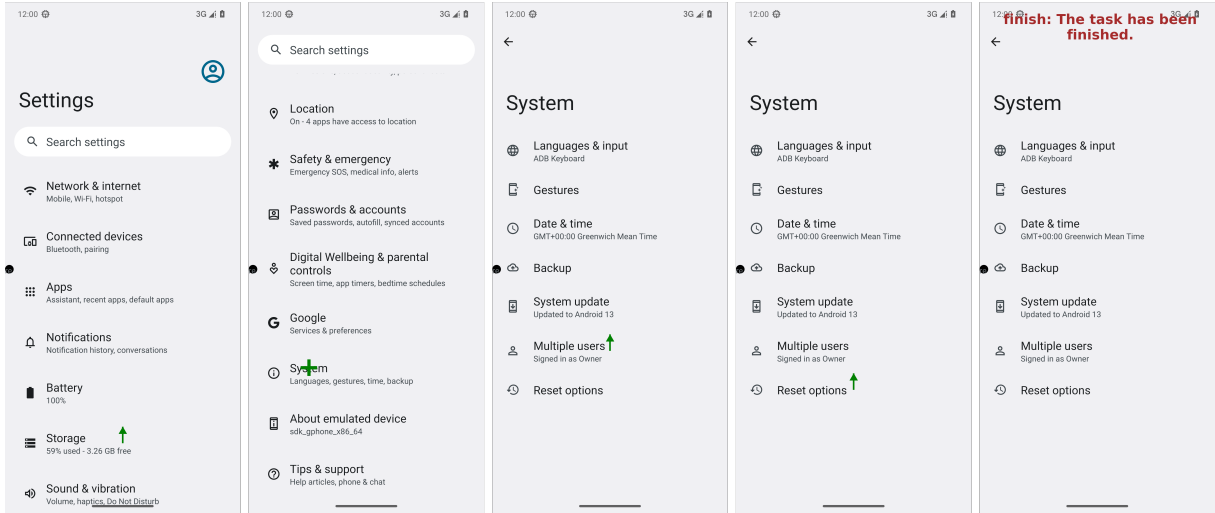 12:00
3G
Settings
Search settings
Network & internet
Mobile, Wi-Fi, hotspot
Connected devices
Bluetooth, pairing
Apps
Assistant, recent apps, default apps
Notifications
Notification history, conversations
Battery
100%
Storage
59% used - 3.26 GB free
Sound & vibration
Volume, haptics, Do Not Disturb
12:00
3G
Search settings
Location
On - 4 apps have access to location
Safety & emergency
Emergency SOS, medical info, alerts
Passwords & accounts
Saved passwords, autofill, synced accounts
Digital Wellbeing & parental
controls
Screen time, app timers, bedtime schedules
Google
Services & preferences
System
Languages, gestures, time, backup
About emulated device
sdk_gphone_x86_64
Tips & support
Help articles, phone & chat
12:00
3G
System
Languages & input
ADB Keyboard
Gestures
Date & time
GMT+00:00 Greenwich Mean Time
Backup
System update
Updated to Android 13
Multiple users
Signed in as Owner
Reset options
12:00
3G
System
Languages & input
ADB Keyboard
Gestures
Date & time
GMT+00:00 Greenwich Mean Time
Backup
System update
Updated to Android 13
Multiple users
Signed in as Owner
Reset options
12:00
3G
finish: The task has been
finished.
System
Languages & input
ADB Keyboard
Gestures
Date & time
GMT+00:00 Greenwich Mean Time
Backup
System update
Updated to Android 13
Multiple users
Signed in as Owner
Reset options